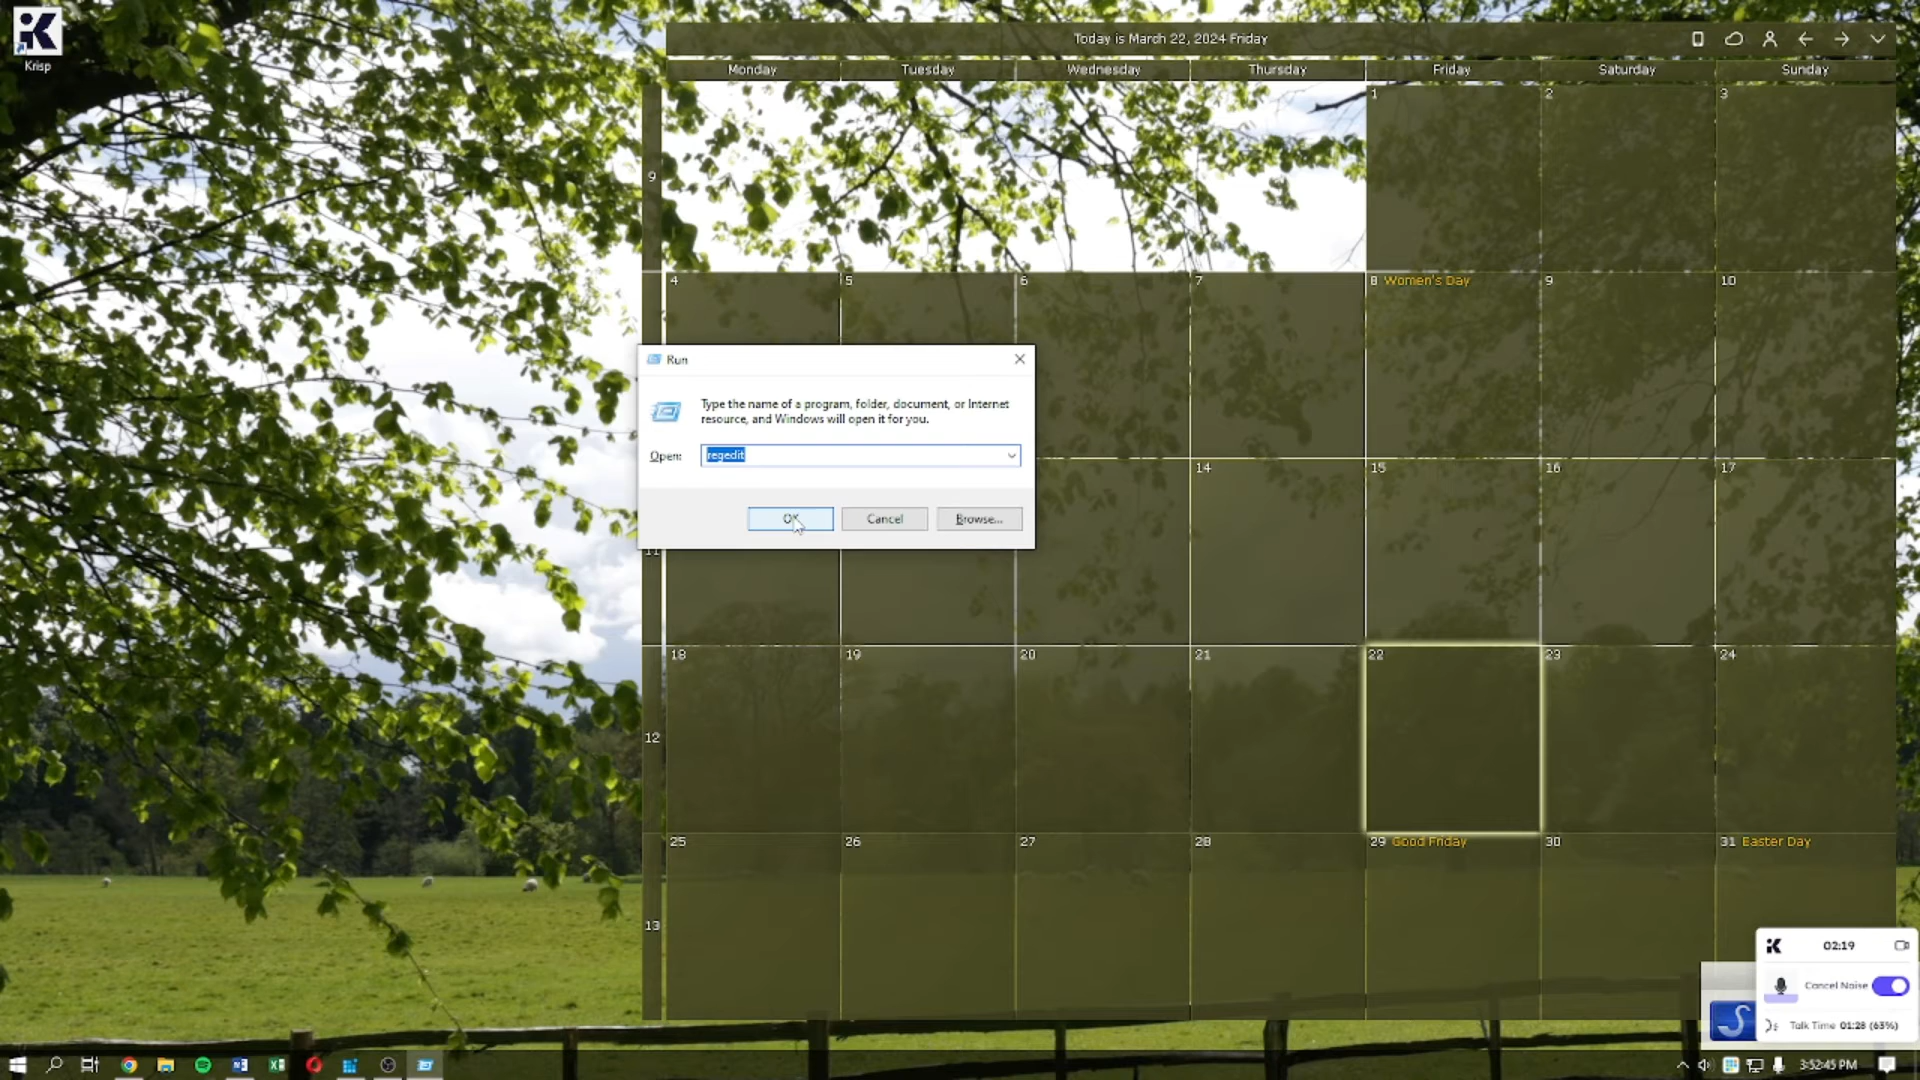 Krisp
Today is March 22, 2024 Friday
Monday Tuesday Wednesday Thursday Friday Saturday Sunday
9 1 2 3
4 5 6 7 8 Women's Day 9 10
Run
Type the name of a program, folder, document, or Internet
resource, and Windows will open it for you.
Open: regedit
OK Cancel Browse...
11 14 15 16 17
12 18 19 20 21 22 23 24
13 25 26 27 28 29 Good Friday 30 31 Easter Day
02:19
Cancel Noise
Talk Time 01:28 (63%)
3:52:45 PM